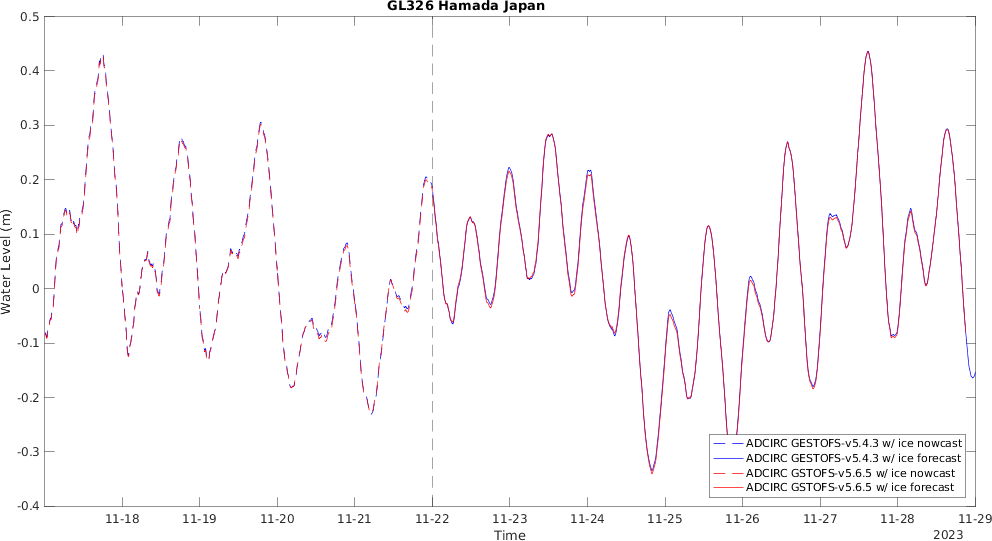 GL326 Hamada Japan
0.5
0.4
0.3
0.2
0.1
0
-0.1
-0.2
-0.3
-0.4
Water Level (m)
ADCIRC GESTOFS-v5.4.3 w/ ice nowcast
ADCIRC GESTOFS-v5.4.3 w/ ice forecast
ADCIRC GSTOFS-v5.6.5 w/ ice nowcast
ADCIRC GSTOFS-v5.6.5 w/ ice forecast
11-18 11-19 11-20 11-21 11-22 11-23 11-24 11-25 11-26 11-27 11-28 11-29
Time
2023